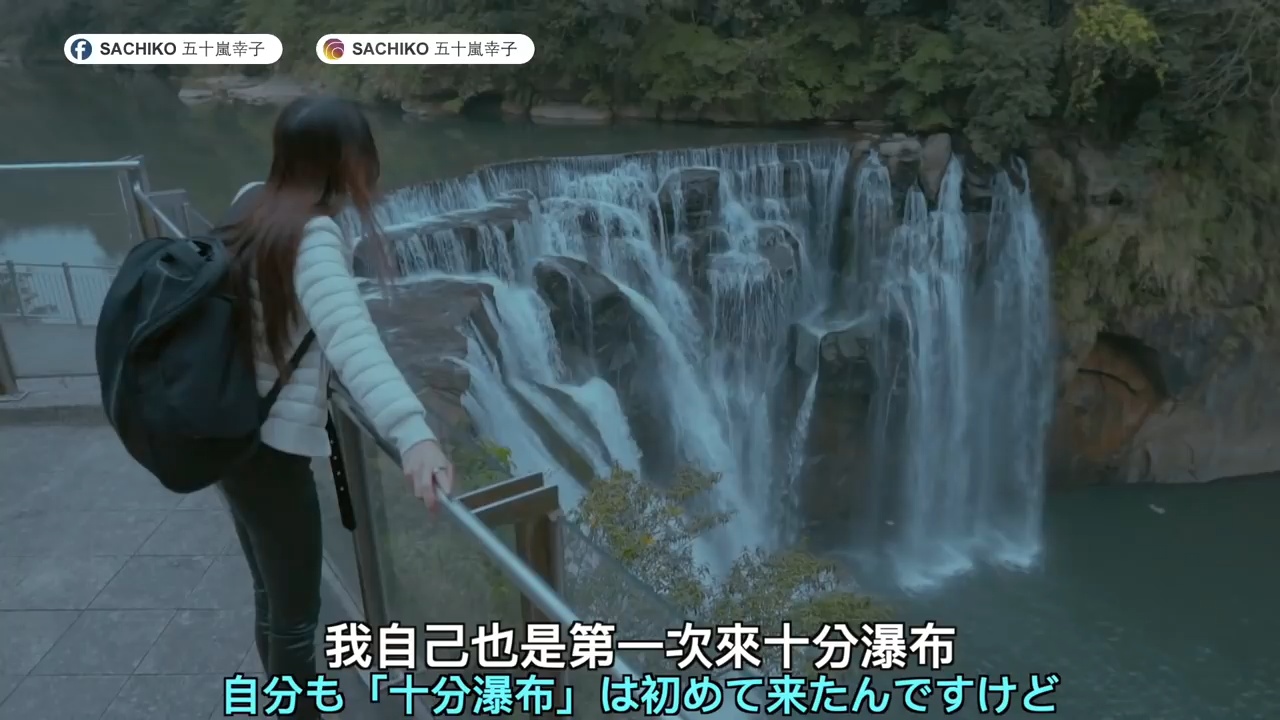 SACHIKO 五十嵐幸子
SACHIKO 五十嵐幸子
我自己也是第一次來十分瀑布
自分も「十分瀑布」は初めて来たんですけど